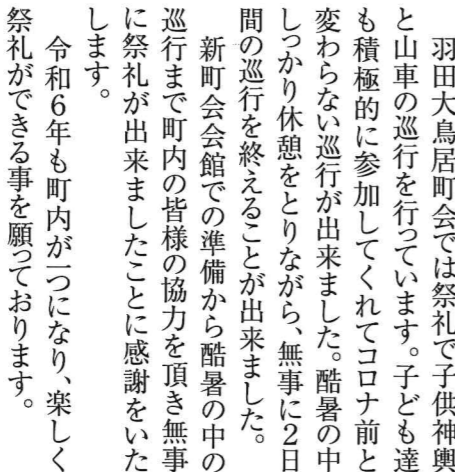 羽田大鳥居町会では祭礼で子供神輿
と山車の巡行を行っています。子ども達
も積極的に参加してくれてコロナ前と
変わらない巡行が出来ました。酷暑の中
しっかり休憩をとりながら、無事に2日
間の巡行を終えることが出来ました。
　新町会会館での準備から酷暑の中の
巡行まで町内の皆様の協力を頂き無事
に祭礼が出来ましたことに感謝をいた
します。
　令和6年も町内が一つになり、楽しく
祭礼ができる事を願っております。